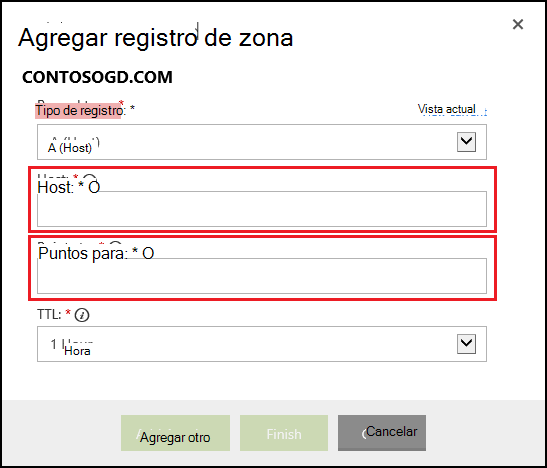 Agregar registro de zona
CONTOSOGD.COM
Tipo de registro: *
Vista actual
A (Host)
Host: * O
Puntos para: * O
TTL: *
1 Hora
Agregar otro
Finish
Cancelar